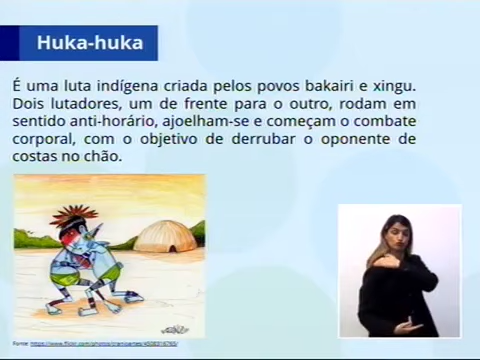 Huka-huka
É uma luta indígena criada pelos povos bakairi e xingu.
Dois lutadores, um de frente para o outro, rodam em
sentido anti-horário, ajoelham-se e começam o combate
corporal, com o objetivo de derrubar o oponente de
costas no chão.
Fonte: